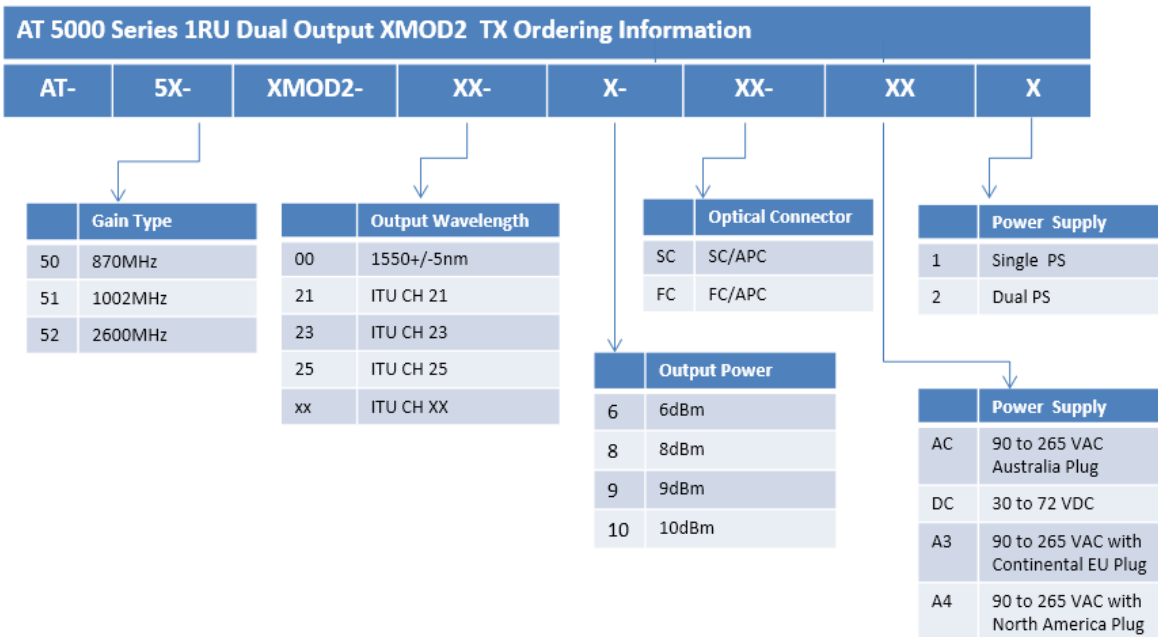 AT 5000 Series 1RU Dual Output XMOD2 TX Ordering Information
AT- 5X- XMOD2- XX- X- XX- XX X
Gain Type
50 870MHz
51 1002MHz
52 2600MHz
Output Wavelength
00 1550+/-5nm
21 ITU CH 21
23 ITU CH 23
25 ITU CH 25
xx ITU CH XX
Optical Connector
SC SC/APC
FC FC/APC
Power Supply
1 Single PS
2 Dual PS
Output Power
6 6dBm
8 8dBm
9 9dBm
10 10dBm
Power Supply
AC 90 to 265 VAC
Australia Plug
DC 30 to 72 VDC
A3 90 to 265 VAC with
Continental EU Plug
A4 90 to 265 VAC with
North America Plug